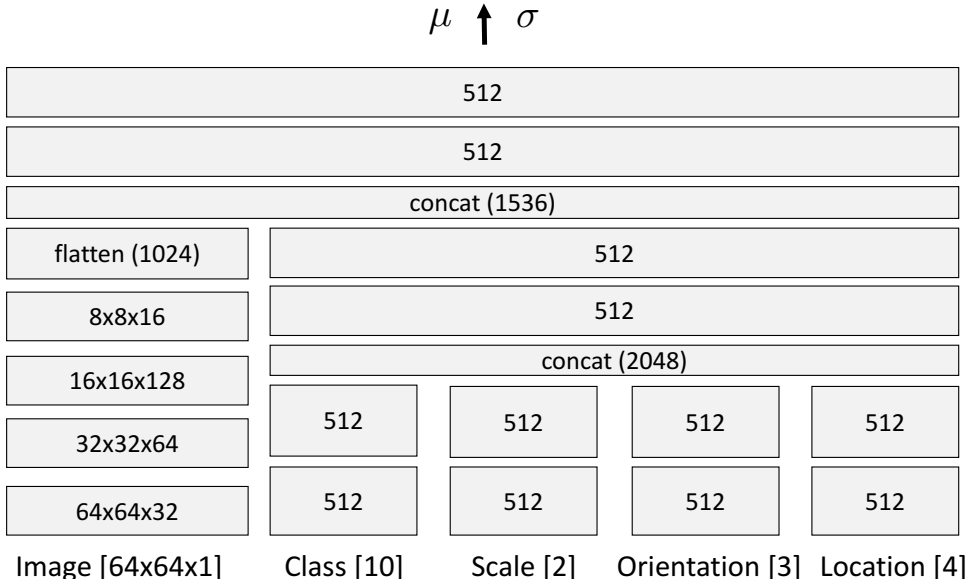 μ σ
512
512
concat (1536)
flatten (1024) 512
8x8x16 512
concat (2048)
16x16x128
512 512 512 512
32x32x64
512 512 512 512
64x64x32
Image [64x64x1] Class [10] Scale [2] Orientation [3] Location [4]